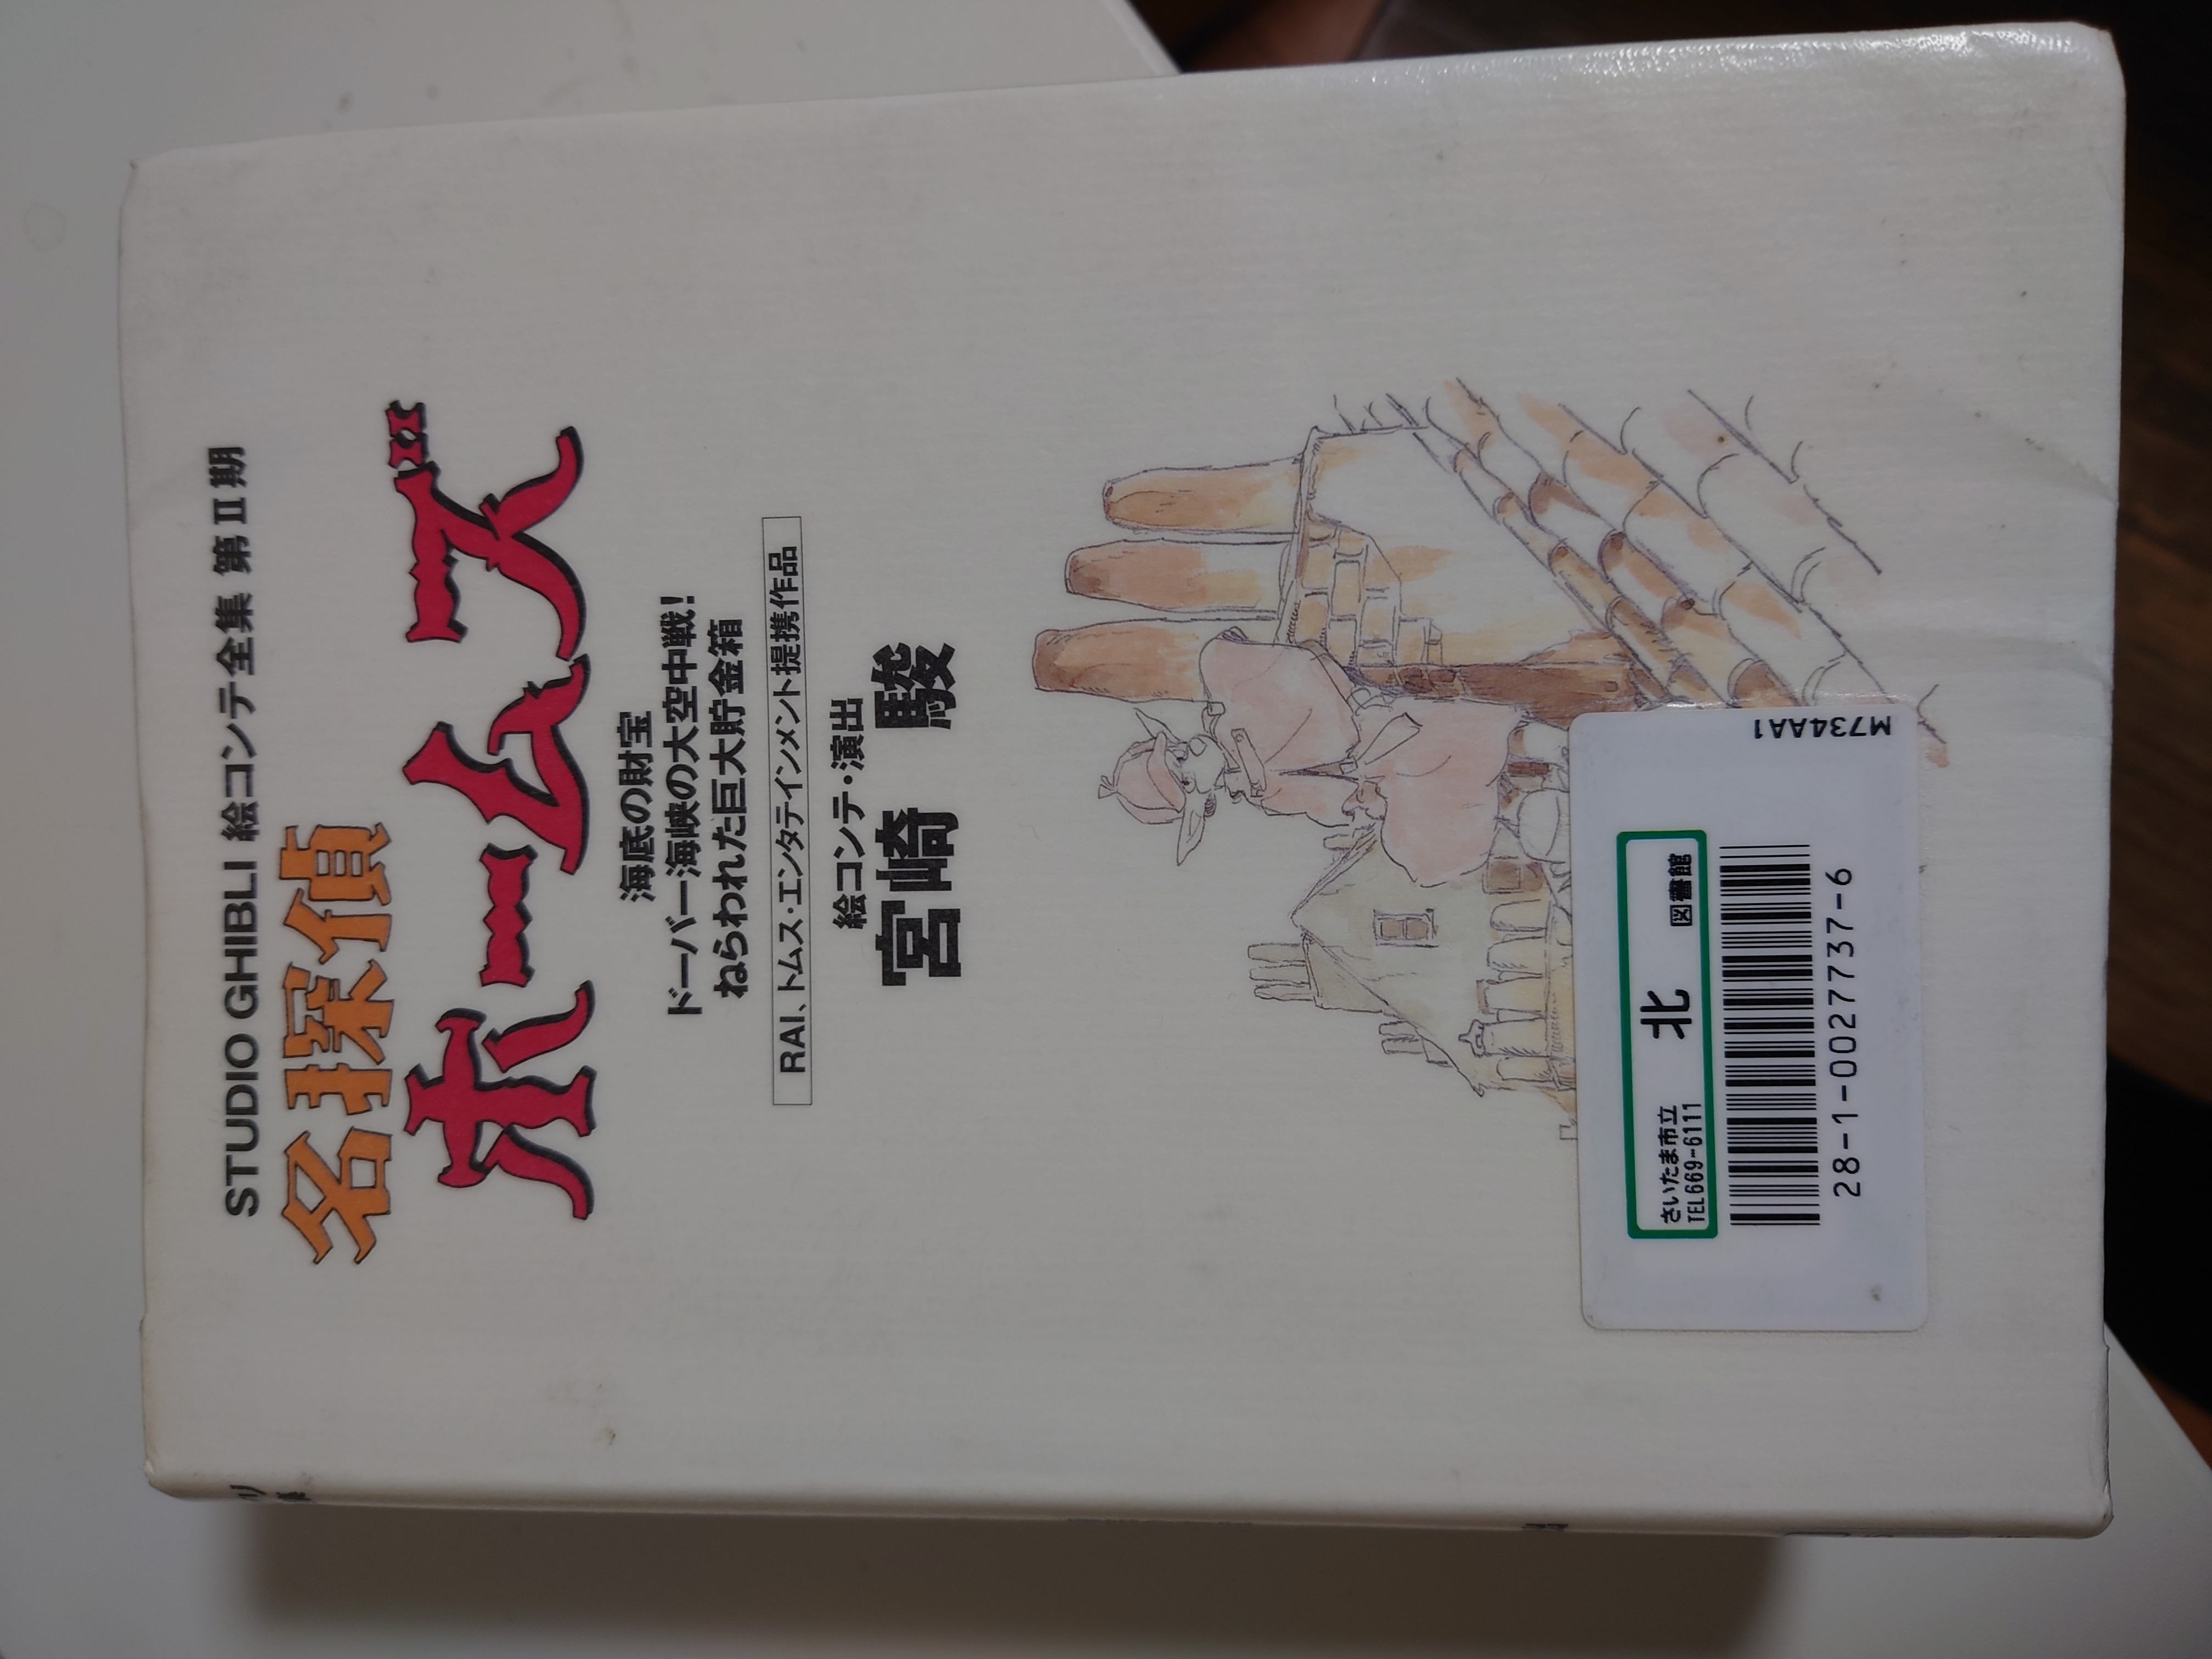 STUDIO GHIBLI 絵コンテ全集 第Ⅱ期
名探偵
ホームズ
海底の財宝
ドーバー海峡の大空中戦!
ねらわれた巨大貯金箱
RAI、トムス・エンタテインメント提携作品
絵コンテ・演出
宮崎 駿
M734AA1
さいたま市立 北 図書館
TEL669-6111
28-1-0027737-6